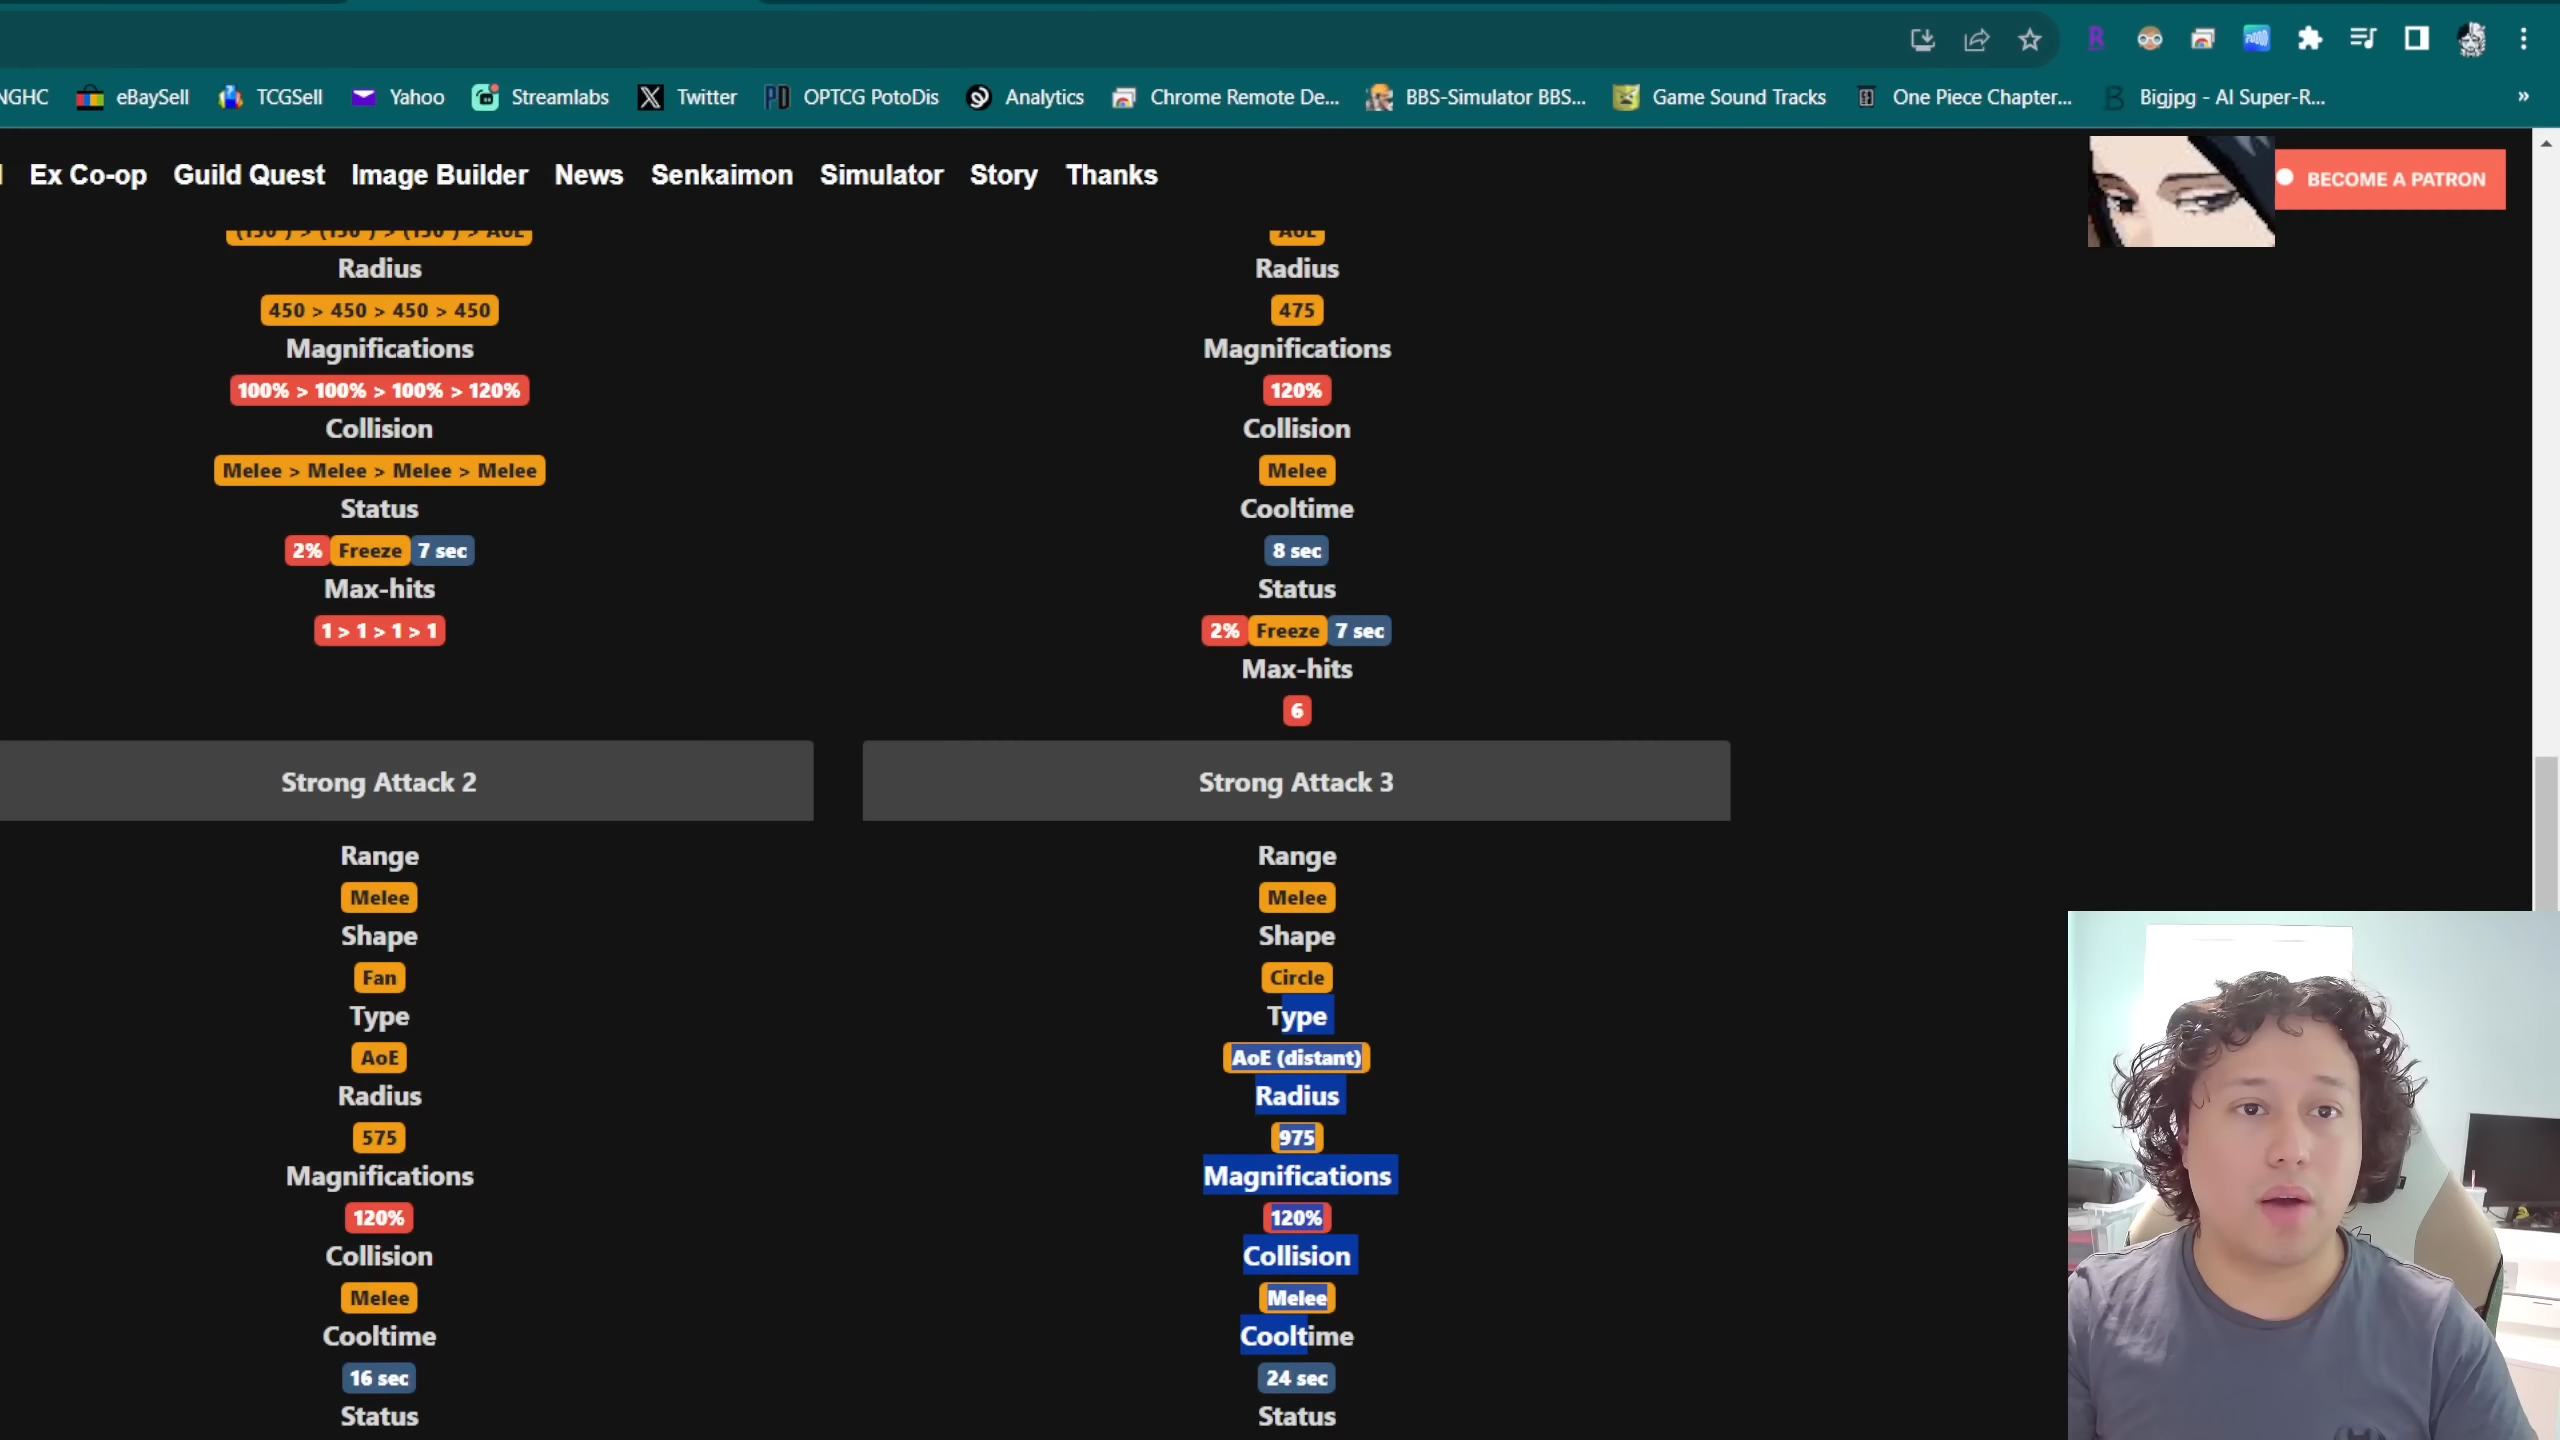 NGHC eBaySell TCGSell Yahoo Streamlabs Twitter OPTCG PotoDis Analytics Chrome Remote De... BBS-Simulator BBS... Game Sound Tracks One Piece Chapter... Bigjpg - AI Super-R... »
Ex Co-op Guild Quest Image Builder News Senkaimon Simulator Story Thanks
BECOME A PATRON
(150°) > (150°) > (150°) > AoE
Radius
450 > 450 > 450 > 450
Magnifications
100% > 100% > 100% > 120%
Collision
Melee > Melee > Melee > Melee
Status
2% Freeze 7 sec
Max-hits
1 > 1 > 1 > 1
AoE
Radius
475
Magnifications
120%
Collision
Melee
Cooltime
8 sec
Status
2% Freeze 7 sec
Max-hits
6
Strong Attack 2
Range
Melee
Shape
Fan
Type
AoE
Radius
575
Magnifications
120%
Collision
Melee
Cooltime
16 sec
Status
Strong Attack 3
Range
Melee
Shape
Circle
Type
AoE (distant)
Radius
975
Magnifications
120%
Collision
Melee
Cooltime
24 sec
Status